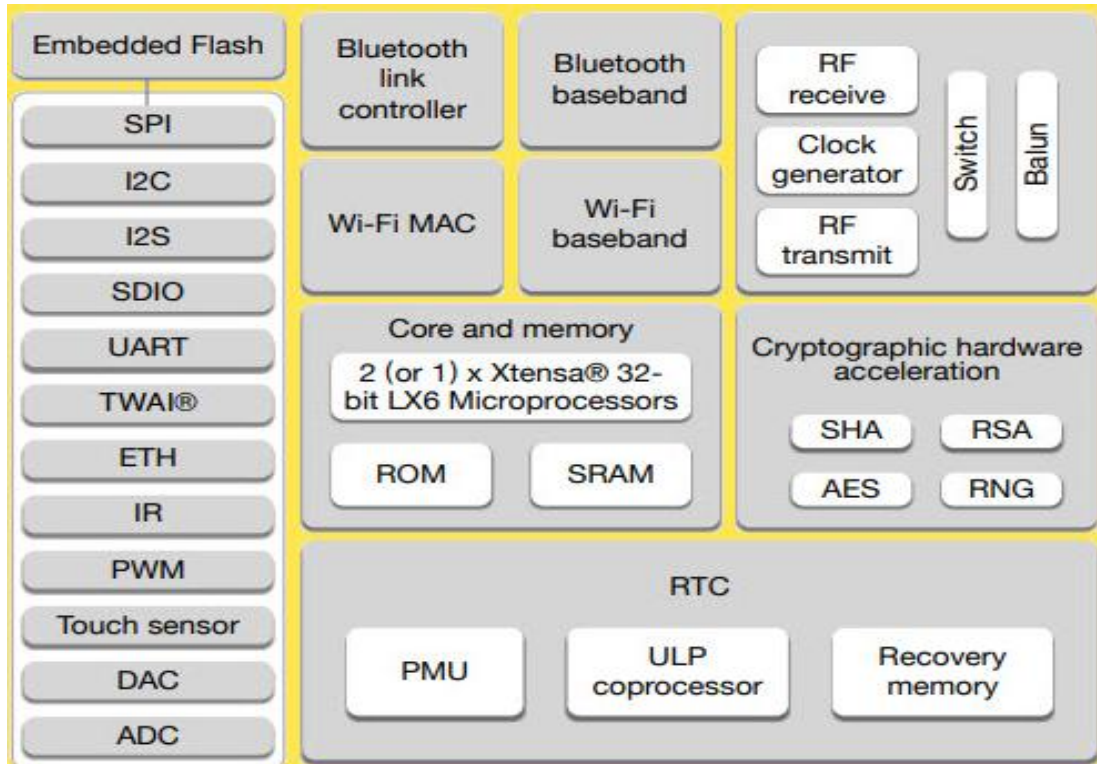 Embedded Flash
SPI
I2C
I2S
SDIO
UART
TWAI®
ETH
IR
PWM
Touch sensor
DAC
ADC
Bluetooth
link
controller
Bluetooth
baseband
Wi-Fi MAC
Wi-Fi
baseband
RF
receive
Clock
generator
RF
transmit
Switch
Balun
Core and memory
2 (or 1) x Xtensa® 32-
bit LX6 Microprocessors
ROM
SRAM
Cryptographic hardware
acceleration
SHA
RSA
AES
RNG
RTC
PMU
ULP
coprocessor
Recovery
memory